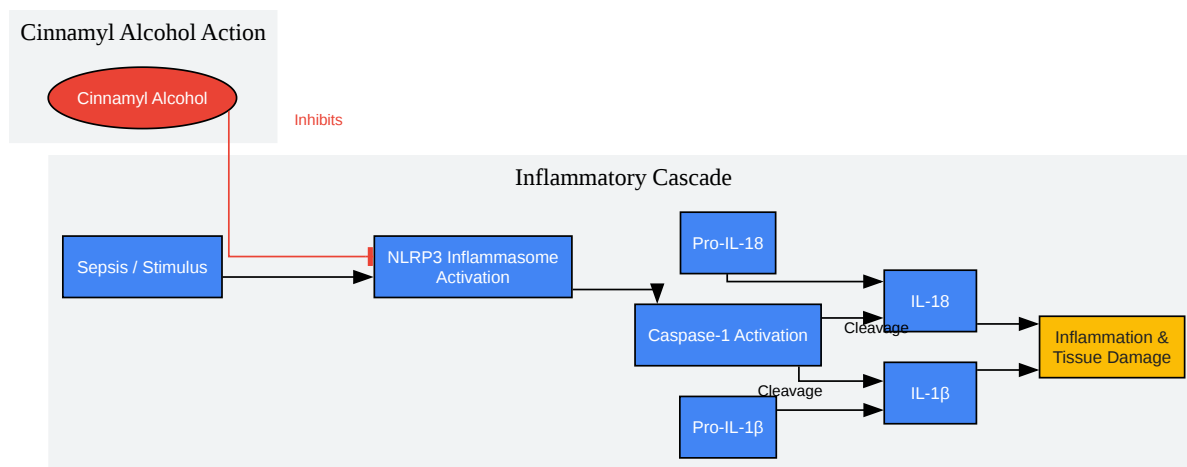 Cinnamyl Alcohol Action
Cinnamyl Alcohol
Inhibits
Inflammatory Cascade
Sepsis / Stimulus
NLRP3 Inflammasome
Activation
Pro-IL-18
Caspase-1 Activation
Cleavage
Cleavage
Pro-IL-1β
IL-18
IL-1β
Inflammation &
Tissue Damage